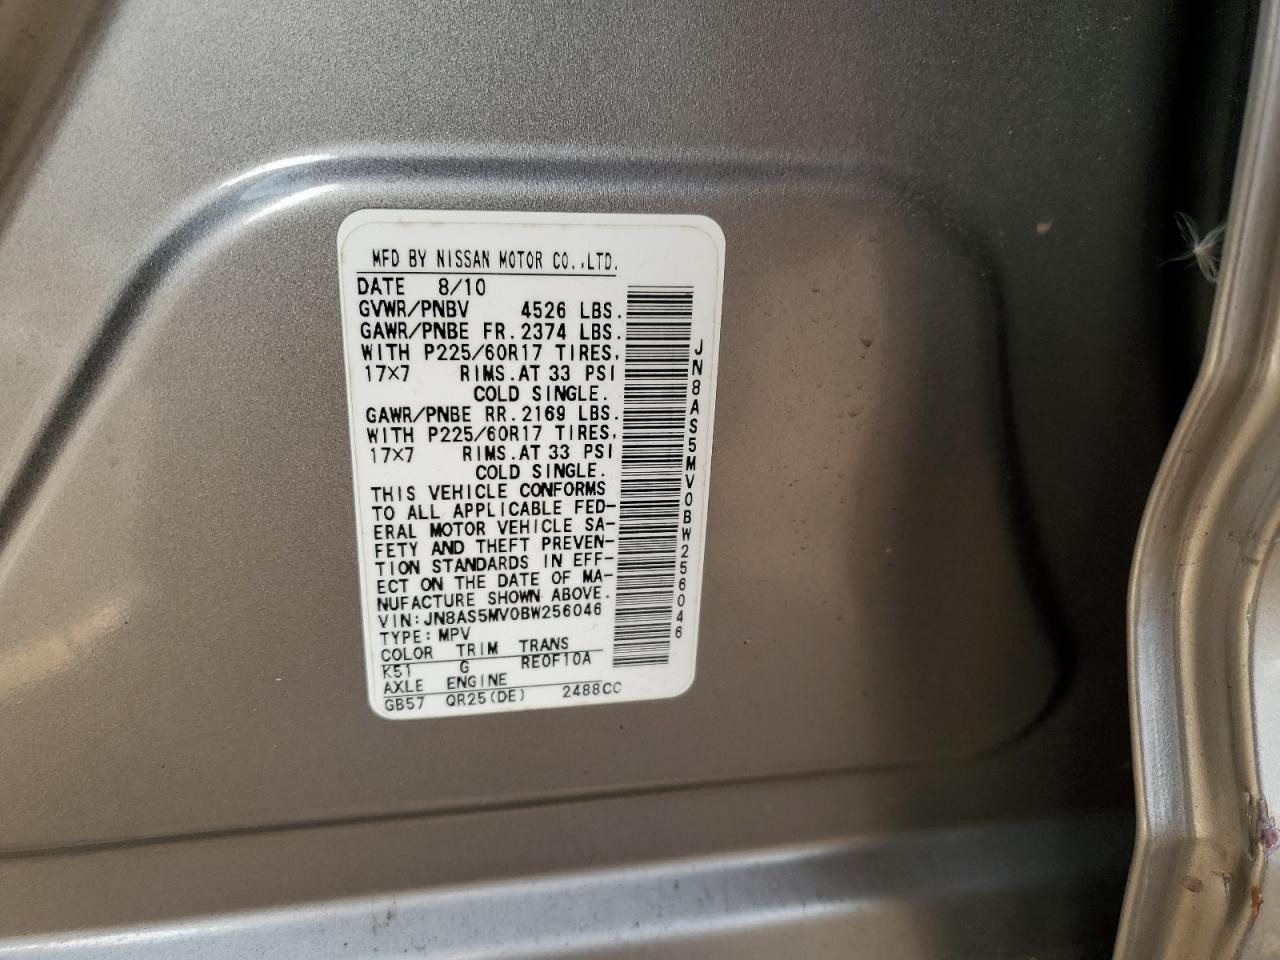 MFD BY NISSAN MOTOR CO.,LTD.
DATE 8/10
GVWR/PNBV 4526 LBS.
GAWR/PNBE FR.2374 LBS.
WITH P225/60R17 TIRES,
17×7 RIMS.AT 33 PSI
COLD SINGLE.
GAWR/PNBE RR.2169 LBS.
WITH P225/60R17 TIRES,
17×7 RIMS.AT 33 PSI
COLD SINGLE.
THIS VEHICLE CONFORMS
TO ALL APPLICABLE FED-
ERAL MOTOR VEHICLE SA-
FETY AND THEFT PREVEN-
TION STANDARDS IN EFF-
ECT ON THE DATE OF MA-
NUFACTURE SHOWN ABOVE.
VIN:JN8AS5MV0BW256046
TYPE:MPV
COLOR TRIM TRANS
K51 G RE0F10A
AXLE ENGINE
GB57 QR25(DE) 2488CC
JN8AS5MV0BW256046